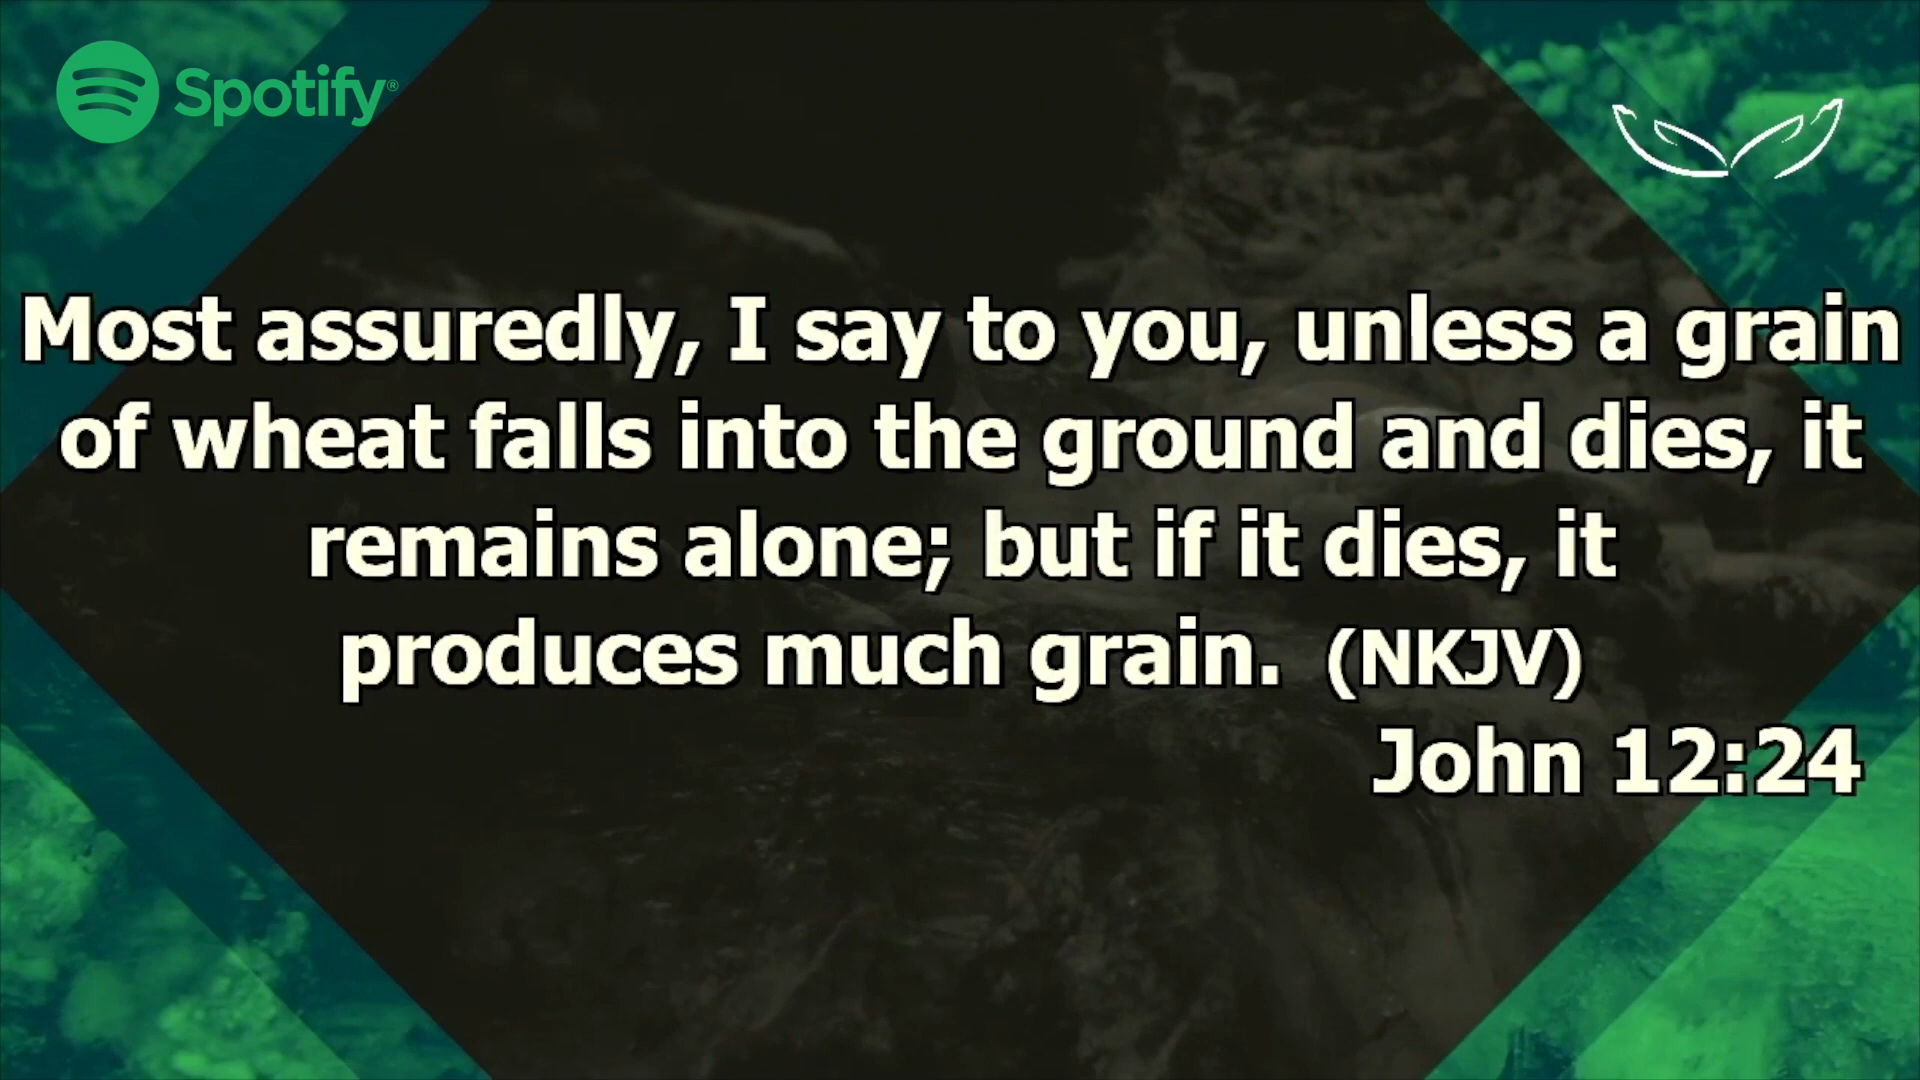 Spotify®
Most assuredly, I say to you, unless a grain
of wheat falls into the ground and dies, it
remains alone; but if it dies, it
produces much grain. (NKJV)
John 12:24